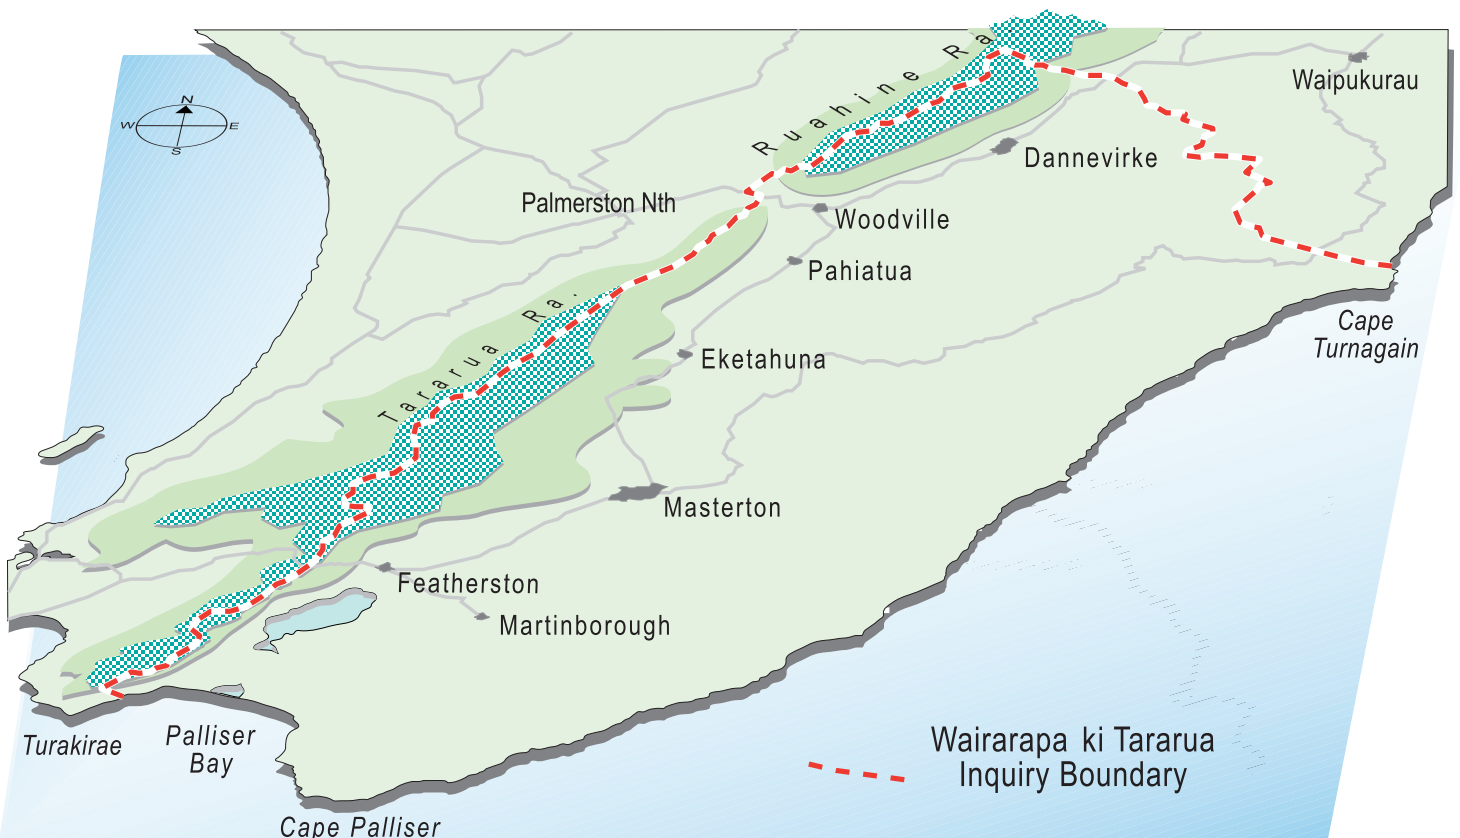 N
W
E
S
Ruahine Ra
Waipukurau
Dannevirke
Palmerston Nth
Woodville
Pahiatua
Tararua Ra.
Cape
Turnagain
Eketahuna
Masterton
Featherston
Martinborough
Turakirae
Palliser
Bay
Cape Palliser
Wairarapa ki Tararua
Inquiry Boundary